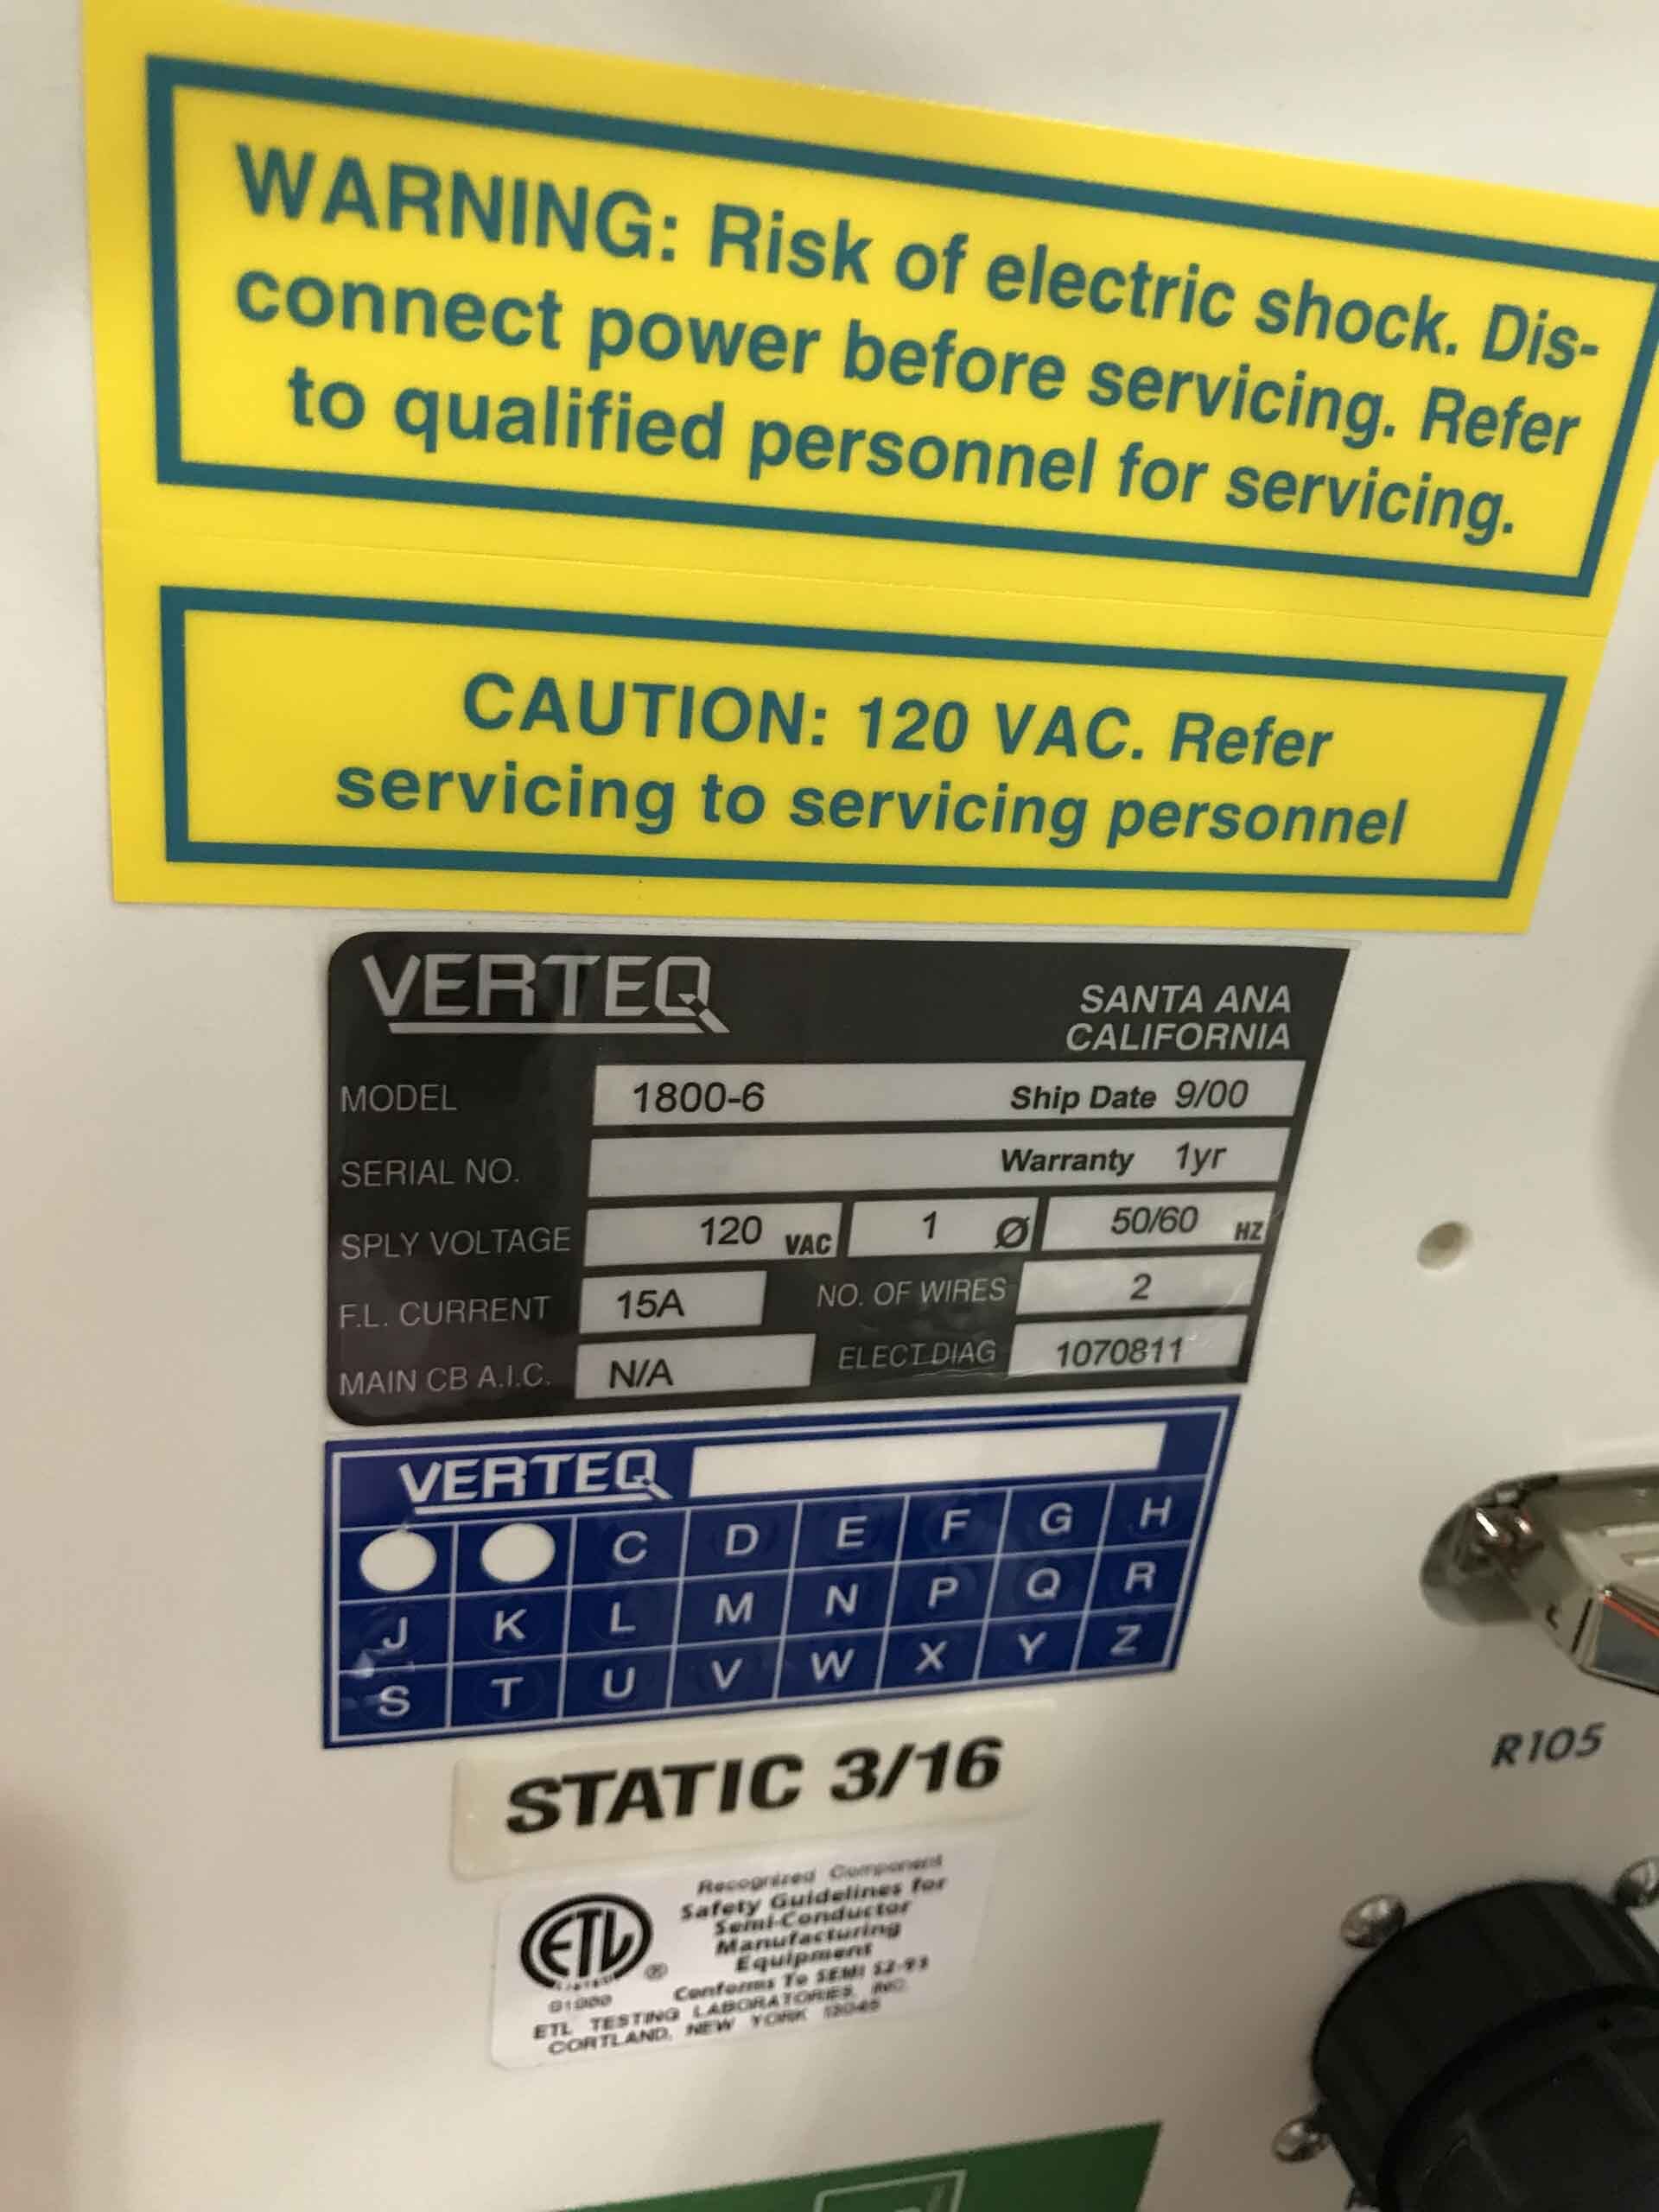 WARNING: Risk of electric shock. Dis-
connect power before servicing. Refer
to qualified personnel for servicing.
CAUTION: 120 VAC. Refer
servicing to servicing personnel
VERTEQ
SANTA ANA
CALIFORNIA
MODEL 1800-6 Ship Date 9/00
SERIAL NO. Warranty 1yr
SPLY VOLTAGE 120 VAC 1 Ø 50/60 HZ
F.L. CURRENT 15A NO. OF WIRES 2
MAIN CB A.I.C. N/A ELECT.DIAG 1070811
VERTEQ
C D E F G H
J K L M N P Q R
S T U V W X Y Z
R105
STATIC 3/16
ETL
®
Recognized Component
Safety Guidelines for
Semi-Conductor
Manufacturing
Equipment
Conforms To SEMI S2-93
ETL TESTING LABORATORIES, INC.
CORTLAND, NEW YORK 13045